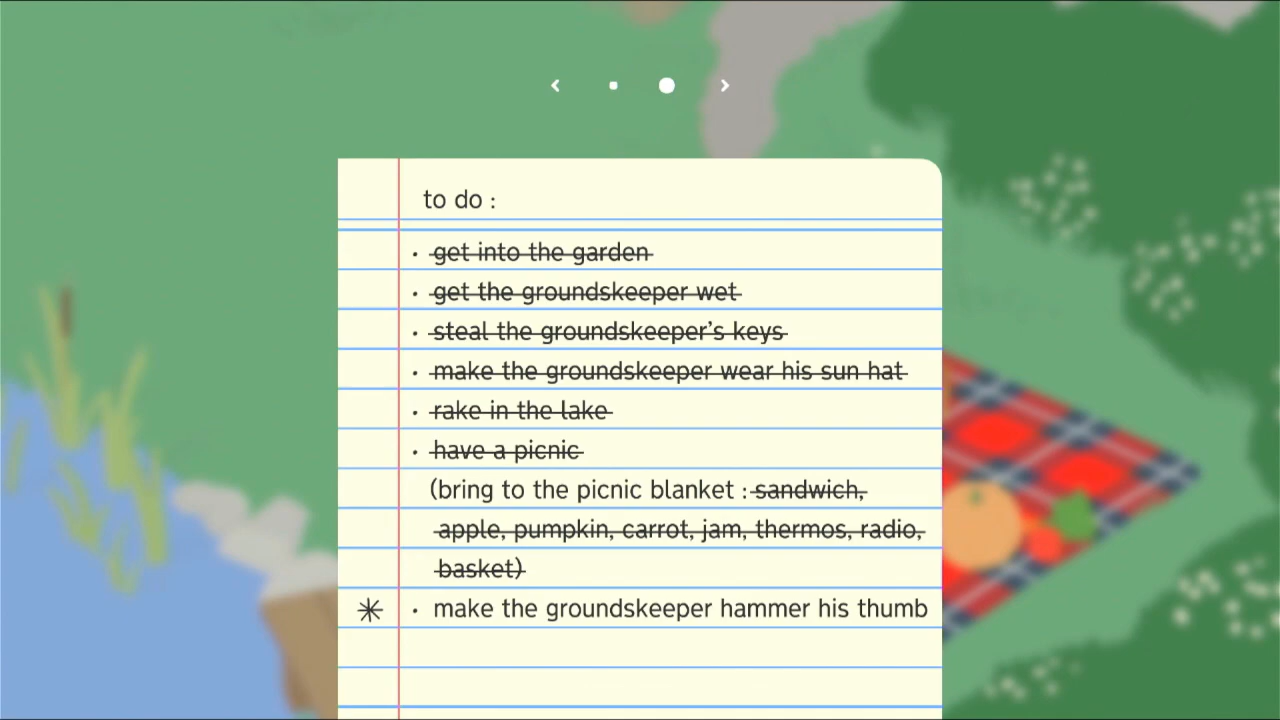 to do :
· get into the garden
· get the groundskeeper wet
· steal the groundskeeper’s keys
· make the groundskeeper wear his sun hat
· rake in the lake
· have a picnic
(bring to the picnic blanket : sandwich,
apple, pumpkin, carrot, jam, thermos, radio,
basket)
· make the groundskeeper hammer his thumb